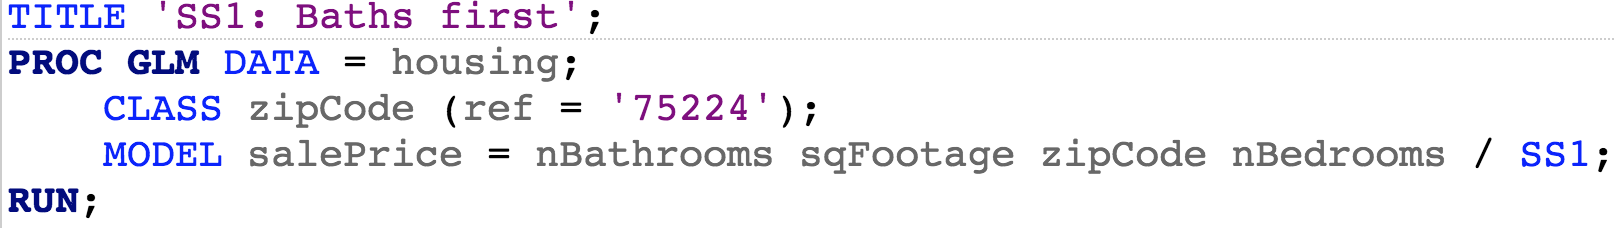 TITLE 'SS1: Baths first';
PROC GLM DATA = housing;
CLASS zipCode (ref = '75224');
MODEL salePrice = nBathrooms sqFootage zipCode nBedrooms / SS1;
RUN;